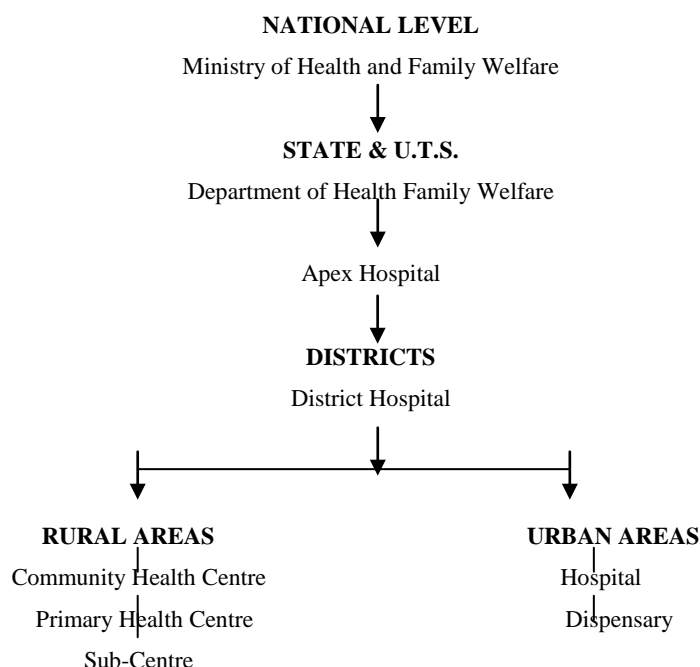 NATIONAL LEVEL
Ministry of Health and Family Welfare
STATE & U.T.S.
Department of Health Family Welfare
Apex Hospital
DISTRICTS
District Hospital
RURAL AREAS
Community Health Centre
Primary Health Centre
Sub-Centre
URBAN AREAS
Hospital
Dispensary